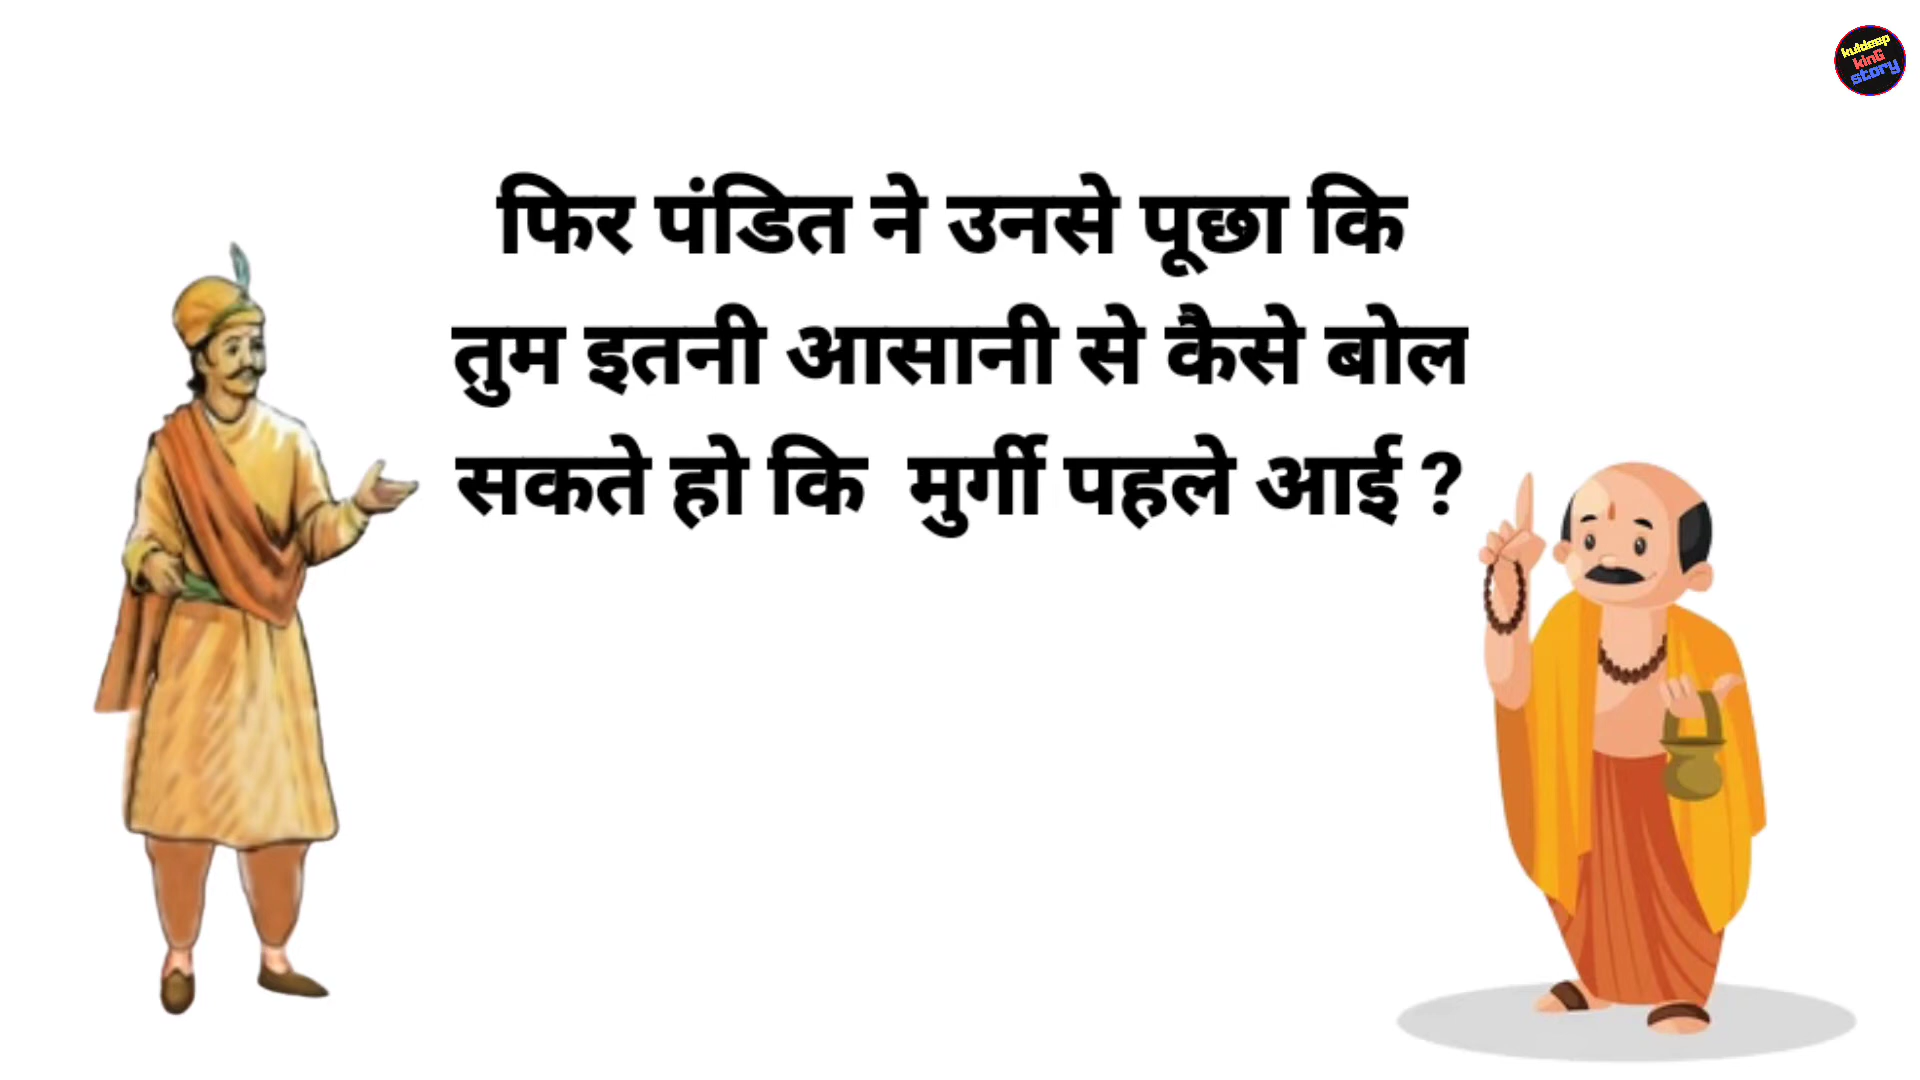 kuldeep
kinG
story
फिर पंडित ने उनसे पूछा कि
तुम इतनी आसानी से कैसे बोल
सकते हो कि मुर्गी पहले आई ?